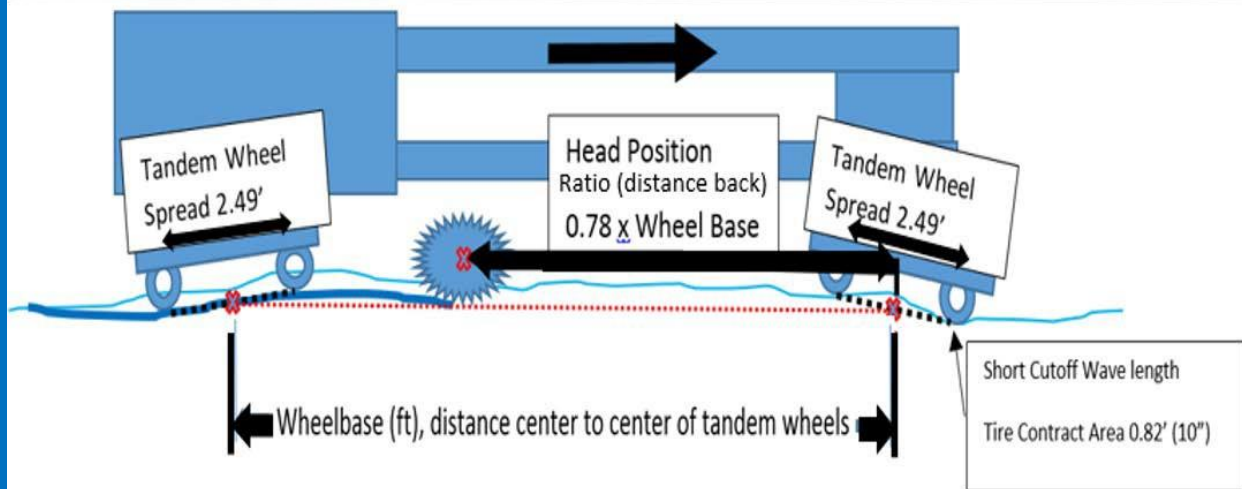 Tandem Wheel
Spread 2.49'
Head Position
Ratio (distance back)
0.78 x Wheel Base
Tandem Wheel
Spread 2.49'
Wheelbase (ft), distance center to center of tandem wheels
Short Cutoff Wave length
Tire Contract Area 0.82' (10")